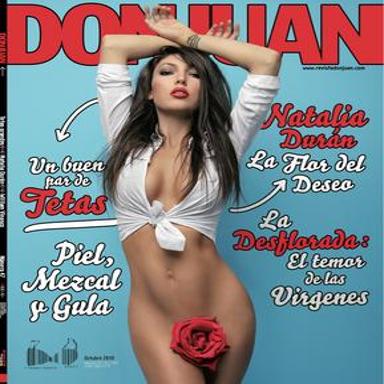 DONJUAN
www.revistadonjuan.com
Natalia
Durán
La Flor del
Deseo
Un buen
par de
Tetas
La
Desflorada:
El temor
de las
Vírgenes
Piel,
Mezcal
y Gula
Octubre 2010
DONJUAN